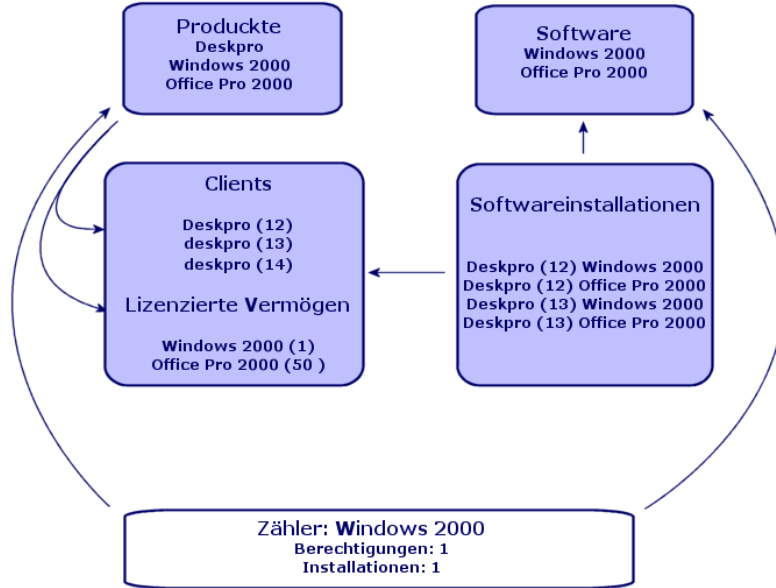 Produckte
Deskpro
Windows 2000
Office Pro 2000
Software
Windows 2000
Office Pro 2000
Clients
Deskpro (12)
deskpro (13)
deskpro (14)
Lizenzierte Vermögen
Windows 2000 (1)
Office Pro 2000 (50 )
Softwareinstallationen
Deskpro (12) Windows 2000
Deskpro (12) Office Pro 2000
Deskpro (13) Windows 2000
Deskpro (13) Office Pro 2000
Zähler: Windows 2000
Berechtigungen: 1
Installationen: 1